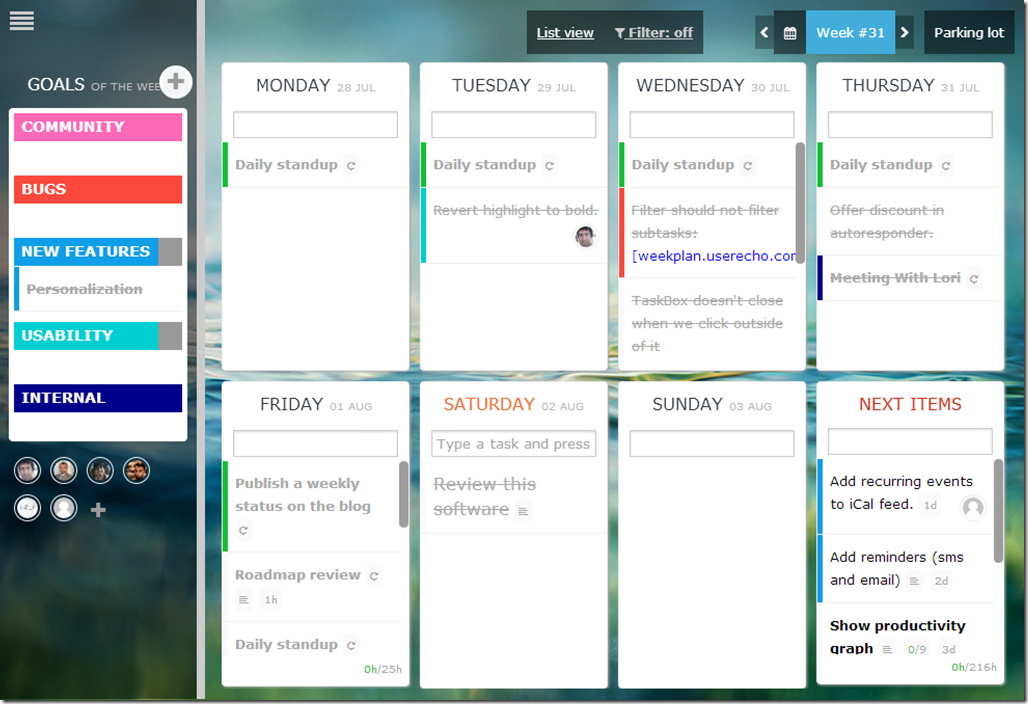 List view
Filter: off
Week #31
Parking lot
GOALS OF THE WEE
COMMUNITY
BUGS
NEW FEATURES
Personalization
USABILITY
INTERNAL
MONDAY 28 JUL
Daily standup
TUESDAY 29 JUL
Daily standup
Revert highlight to bold.
WEDNESDAY 30 JUL
Daily standup
Filter should not filter
subtasks:
[weekplan.userecho.com
TaskBox doesn't close
when we click outside
of it
THURSDAY 31 JUL
Daily standup
Offer discount in
autoresponder.
Meeting With Lori
FRIDAY 01 AUG
Publish a weekly
status on the blog
Roadmap review
1h
Daily standup
0h/25h
SATURDAY 02 AUG
Type a task and press
Review this
software
SUNDAY 03 AUG
NEXT ITEMS
Add recurring events
to iCal feed. 1d
Add reminders (sms
and email) 2d
Show productivity
graph 0/9 3d
0h/216h